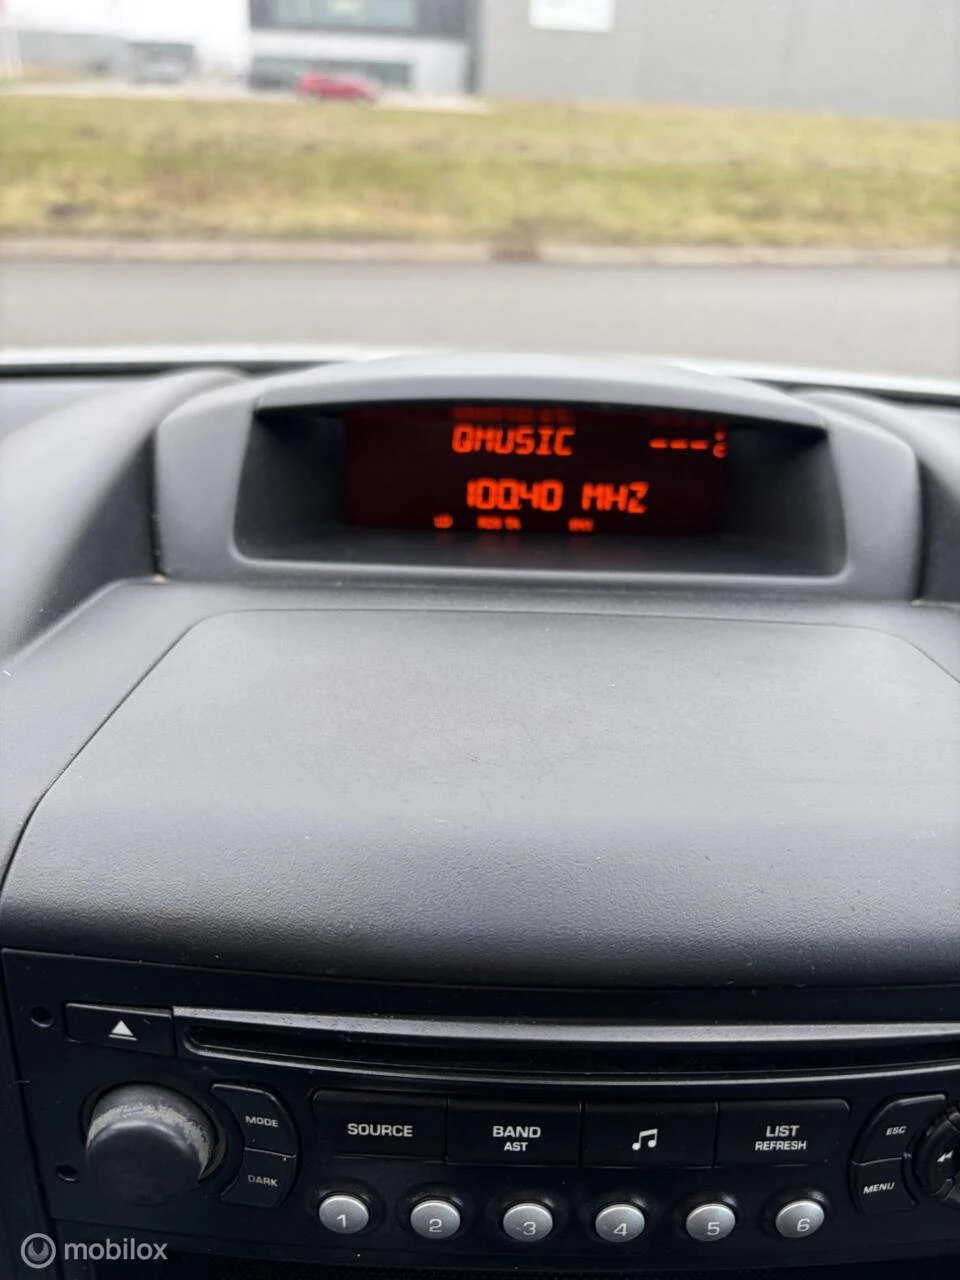 QMUSIC ---°C
100.40 MHZ
MODE
SOURCE
BAND
AST
LIST
REFRESH
ESC
DARK
MENU
1 2 3 4 5 6
mobilox